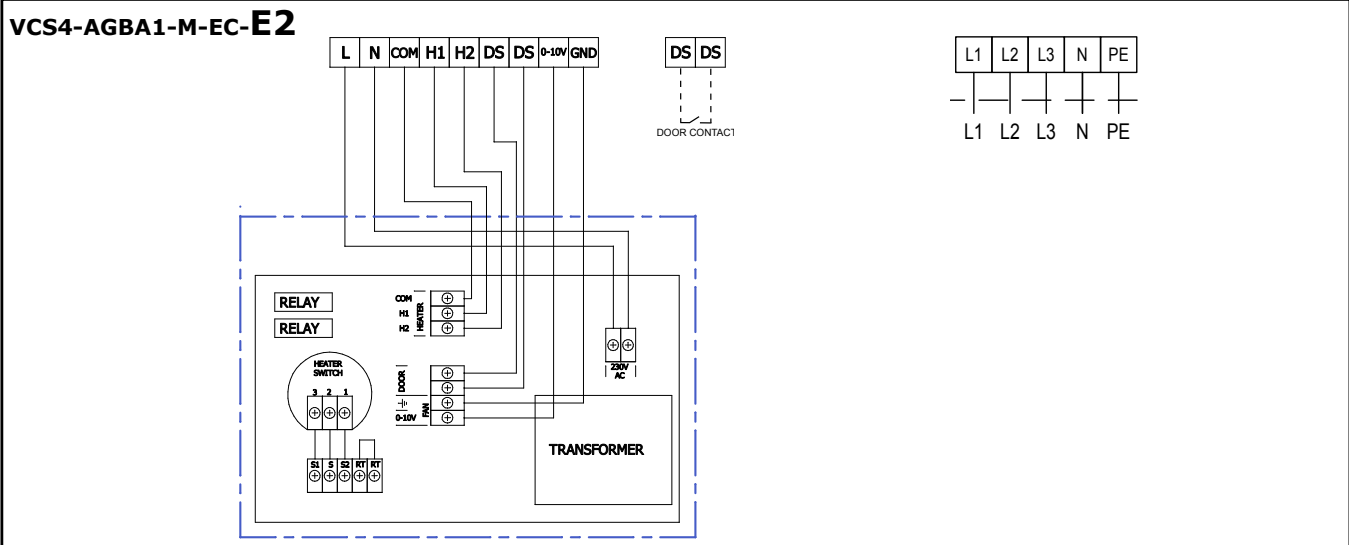 VCS4-AGBA1-M-EC-E2
L N COM H1 H2 DS DS 0-10V GND
DS DS
DOOR CONTACT
L1 L2 L3 N PE
L1 L2 L3 N PE
RELAY
RELAY
COM
H1
H2
HEATER
HEATER
SWITCH
3 2 1
DOOR
FAN
0-10V
230V
AC
S1 S S2 RT RT
TRANSFORMER